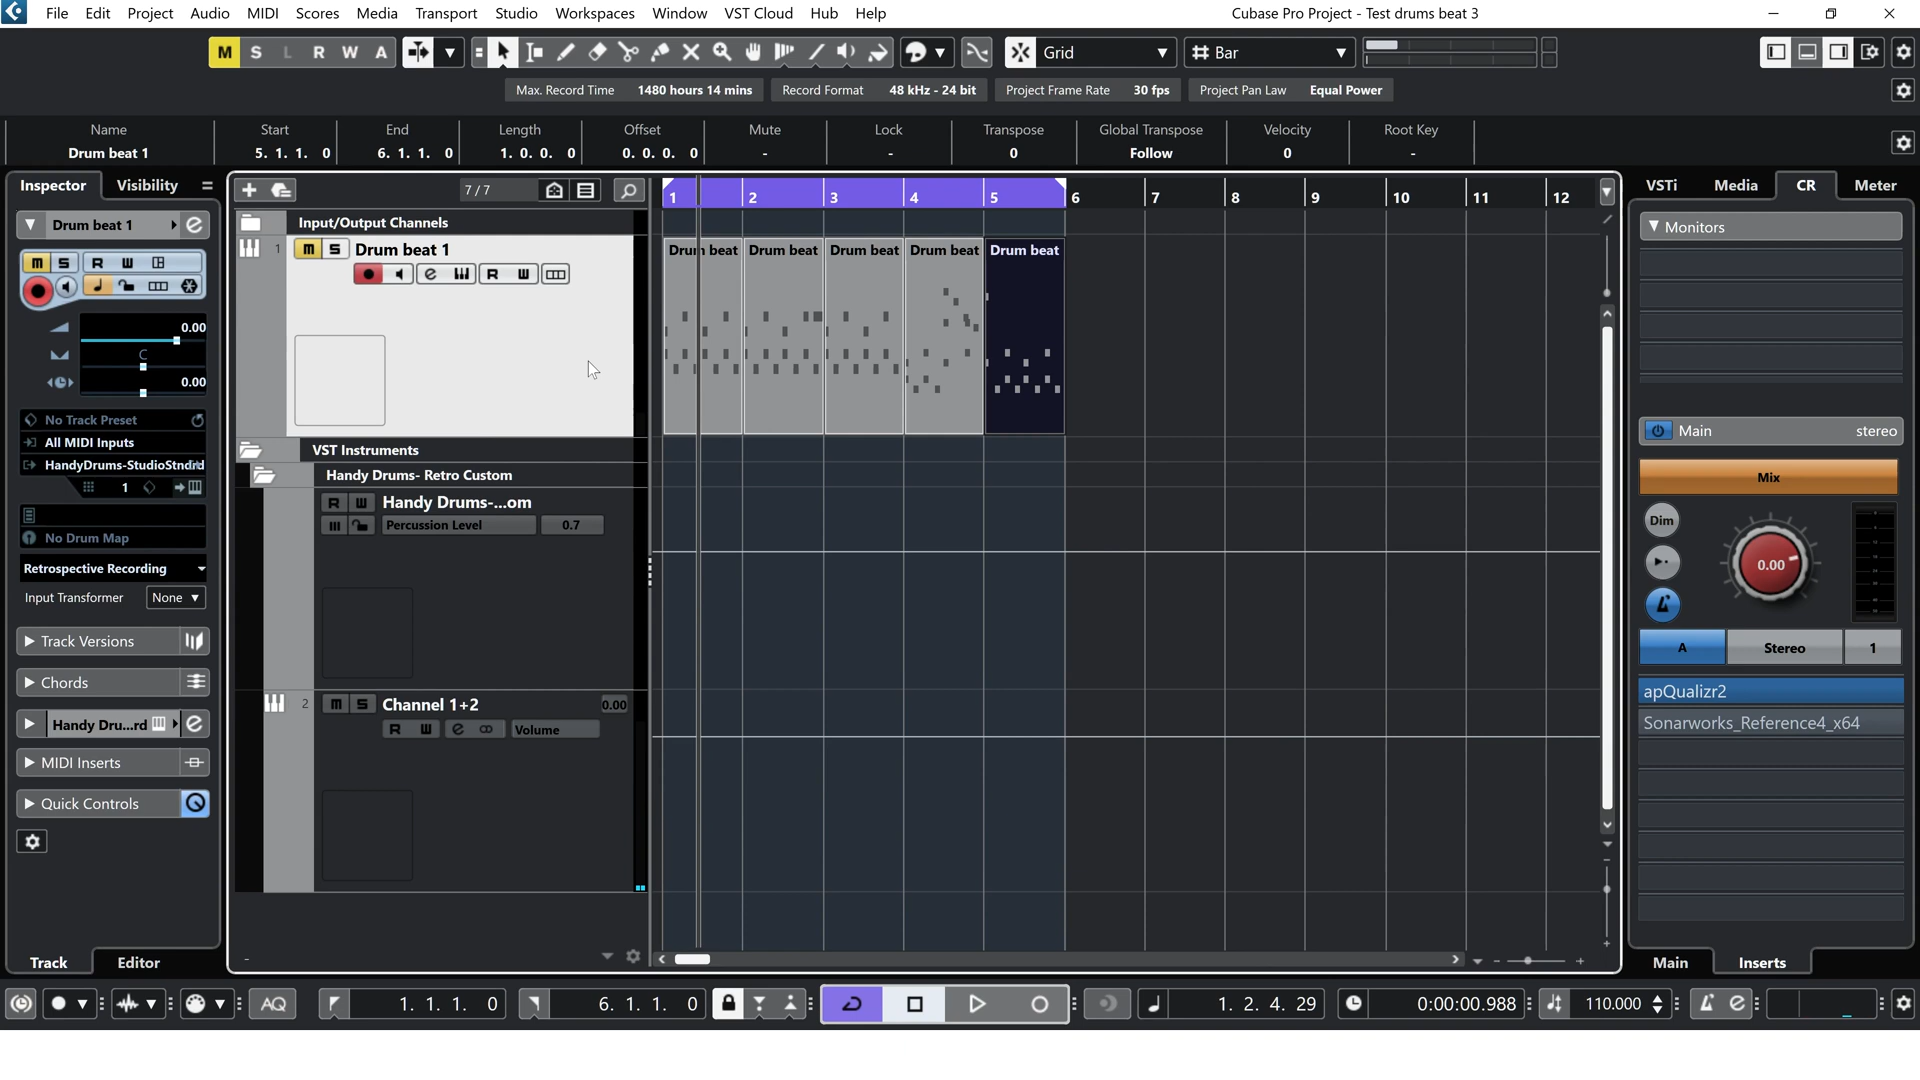 File Edit Project Audio MIDI Scores Media Transport Studio Workspaces Window VST Cloud Hub Help
Cubase Pro Project - Test drums beat 3
M S L R W A Grid Bar
Max. Record Time 1480 hours 14 mins Record Format 48 kHz - 24 bit Project Frame Rate 30 fps Project Pan Law Equal Power
Name Start End Length Offset Mute Lock Transpose Global Transpose Velocity Root Key
Drum beat 1 5. 1. 1. 0 6. 1. 1. 0 1. 0. 0. 0 0. 0. 0. 0 - - 0 Follow 0 -
Inspector Visibility
Drum beat 1 e
M S R W
0.00
C
0.00
No Track Preset
All MIDI Inputs
HandyDrums-StudioStndrd
1
No Drum Map
Retrospective Recording
Input Transformer None
Track Versions
Chords
Handy Dru...rd e
MIDI Inserts
Quick Controls
Track Editor
7 / 7
Input/Output Channels
1 M S Drum beat 1
e R W
VST Instruments
Handy Drums- Retro Custom
R W Handy Drums-...om
Percussion Level 0.7
2 M S Channel 1+2 0.00
R W e Volume
1 2 3 4 5 6 7 8 9 10 11 12
Drum beat Drum beat Drum beat Drum beat Drum beat
VSTi Media CR Meter
Monitors
Main stereo
Mix
Dim
0.00
A Stereo 1
apQualizr2
Sonarworks_Reference4_x64
Main Inserts
AQ 1. 1. 1. 0 6. 1. 1. 0 1. 2. 4. 29 0:00:00.988 110.000 e